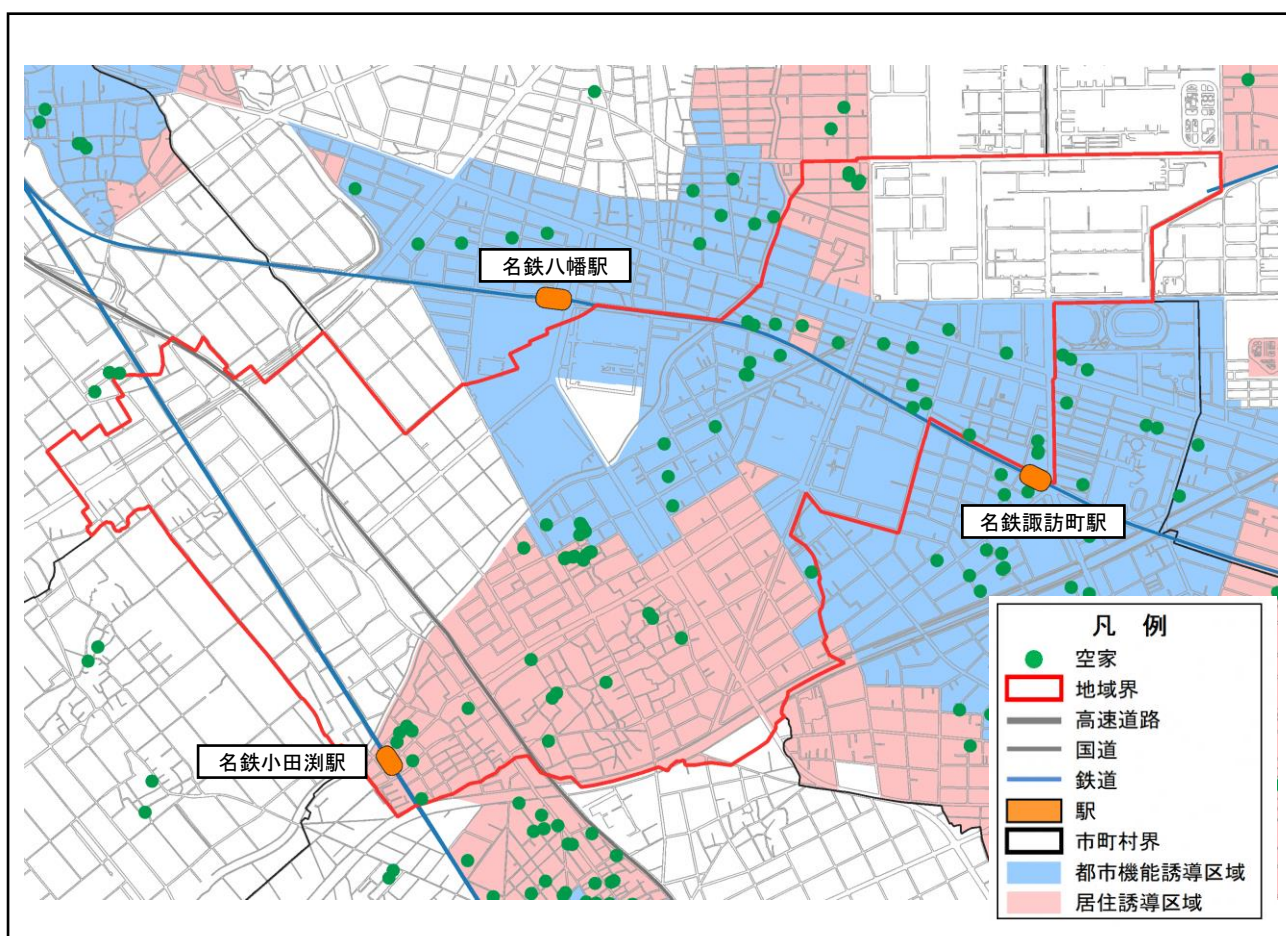 名鉄八幡駅
名鉄諏訪町駅
名鉄小田渕駅
凡 例
空家
地域界
高速道路
国道
鉄道
駅
市町村界
都市機能誘導区域
居住誘導区域